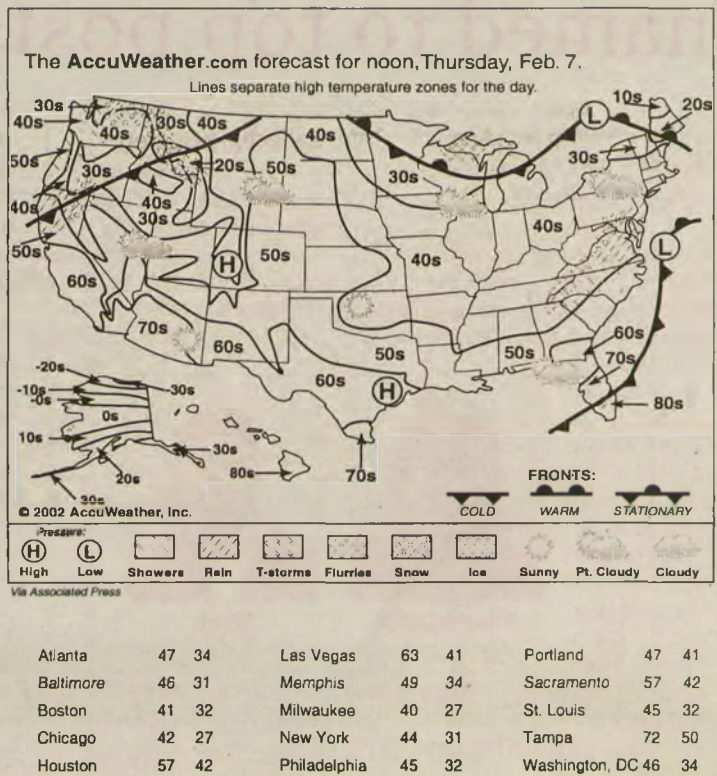 named to top post
The AccuWeather.com forecast for noon, Thursday, Feb. 7.
Lines separate high temperature zones for the day.
30s 40s 40s 30s 40s 40s L 10s 20s
50s 30s 20s 50s 30s 30s
40s 40s 30s
50s H 50s 40s 40s L
60s
70s 60s 50s 50s 60s
70s
-20s 60s H 80s
-10s -30s
-0s 0s
10s 30s
20s 80s 70s
30s
FRONTS:
COLD WARM STATIONARY
© 2002 AccuWeather, Inc.
Pressure:
H L
High Low Showers Rain T-storms Flurries Snow Ice Sunny Pt. Cloudy Cloudy
Via Associated Press
Atlanta 47 34 Las Vegas 63 41 Portland 47 41
Baltimore 46 31 Memphis 49 34 Sacramento 57 42
Boston 41 32 Milwaukee 40 27 St. Louis 45 32
Chicago 42 27 New York 44 31 Tampa 72 50
Houston 57 42 Philadelphia 45 32 Washington, DC 46 34